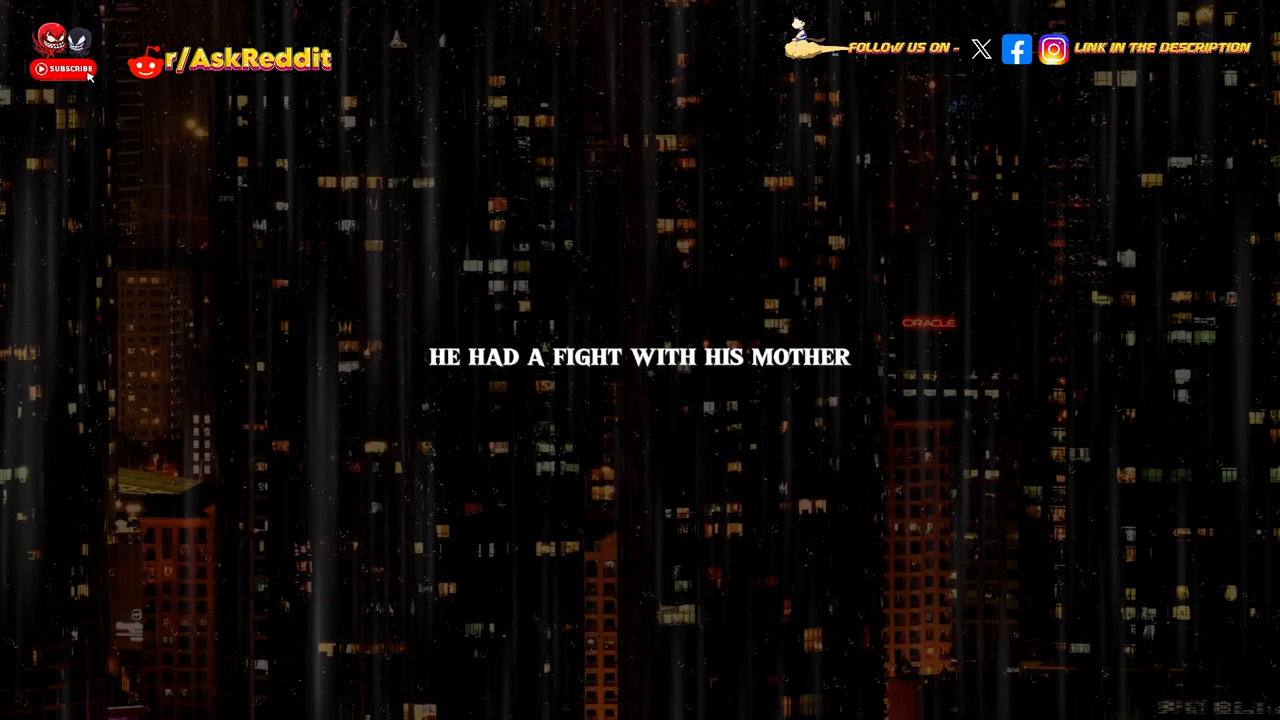 SUBSCRIBE
r/AskReddit
FOLLOW US ON -
LINK IN THE DESCRIPTION
ORACLE
HE HAD A FIGHT WITH HIS MOTHER